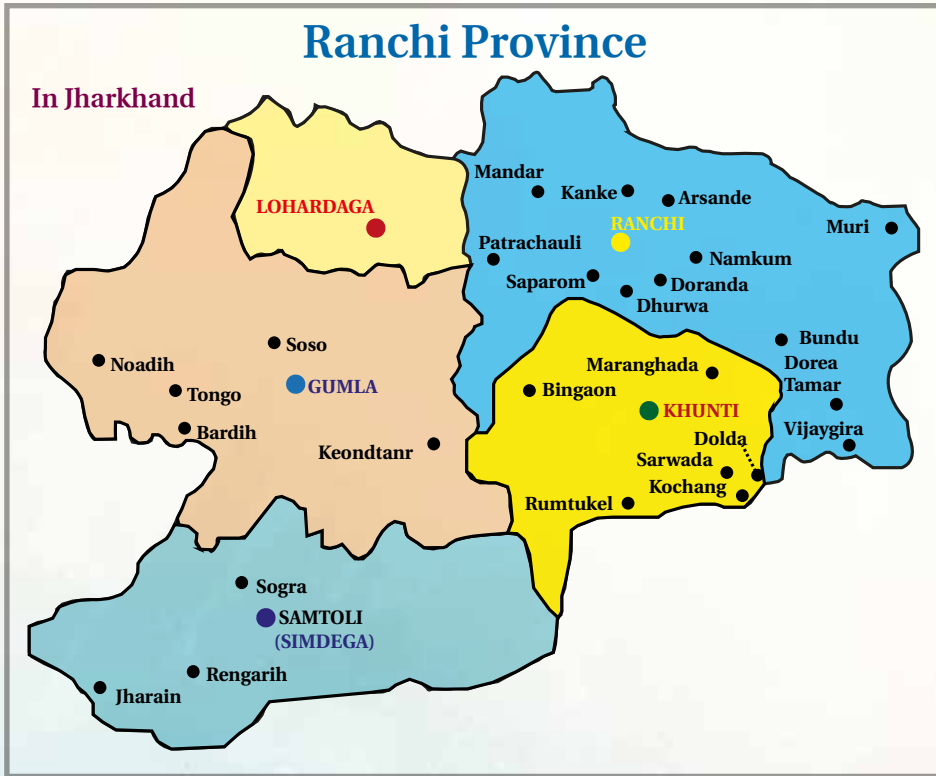 Ranchi Province
In Jharkhand
Mandar
Kanke
Arsande
LOHARDAGA
RANCHI
Muri
Patrachauli
Namkum
Saparom
Doranda
Dhurwa
Soso
Bundu
Noadih
Maranghada
Dorea
Tamar
Tongo
GUMLA
Bingaon
KHUNTI
Bardih
Vijaygira
Keondtanr
Dolda
Sarwada
Kochang
Rumtukel
Sogra
SAMTOLI
(SIMDEGA)
Rengarih
Jharain